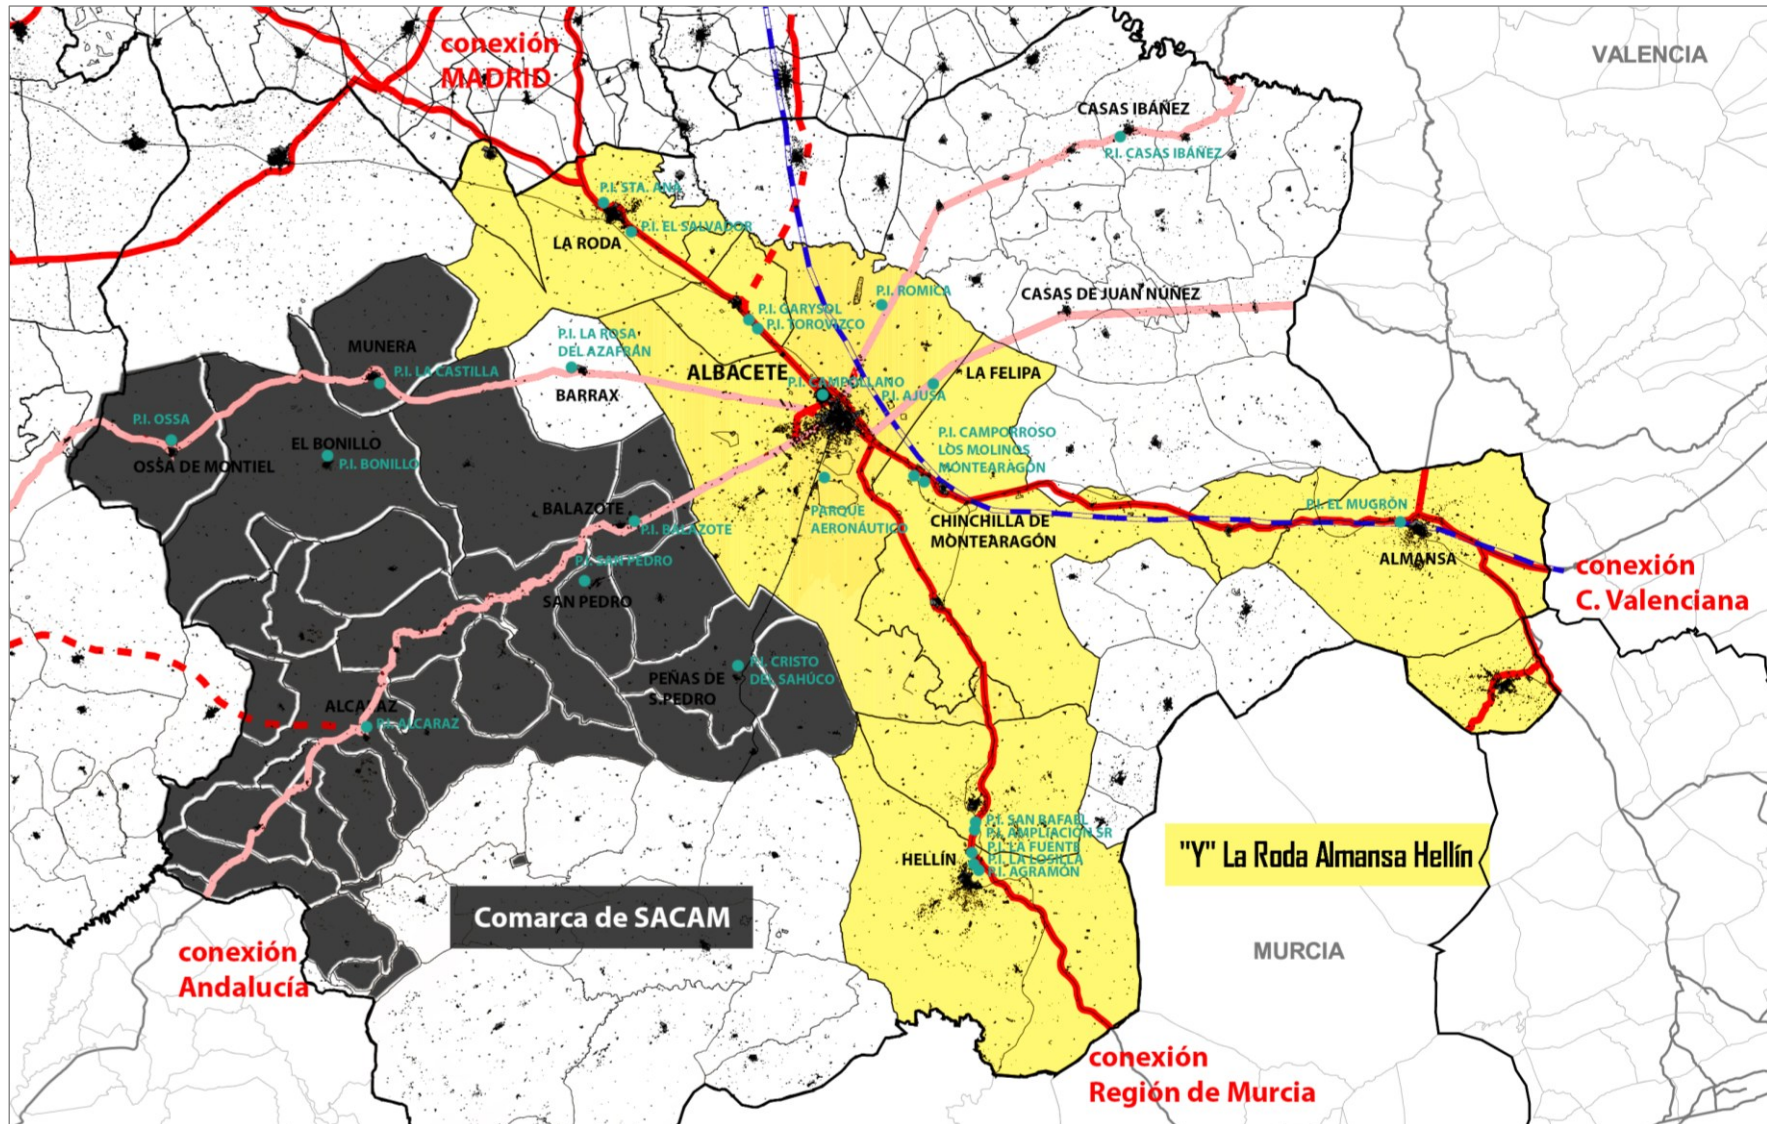 conexión
MADRID
VALENCIA
CASAS IBÁÑEZ
P.I. CASAS IBÁÑEZ
P.I. STA. ANA
P.I. EL SALVADOR
LA RODA
P.I. ROMICA
CASAS DE JUAN NÚÑEZ
P.I. GARYSOL
P.I. TOROVIZCO
P.I. LA ROSA
DEL AZAFRÁN
MUNERA
P.I. LA CASTILLA
BARRAX
ALBACETE
P.I. CAMPOLLANO
LA FELIPA
P.I. AJUSA
P.I. OSSA
OSSA DE MONTIEL
EL BONILLO
P.I. BONILLO
P.I. CAMPORROSO
LOS MOLINOS
MONTEARAGÓN
BALAZOTE
P.I. BALAZOTE
PARQUE
AERONÁUTICO
CHINCHILLA DE
MONTEARAGÓN
P.I. EL MUGRÓN
ALMANSA
conexión
C. Valenciana
P.I. SAN PEDRO
SAN PEDRO
PEÑAS DE
S.PEDRO
P.I. CRISTO
DEL SAHÚCO
ALCARAZ
P.I. ALCARAZ
P.I. SAN RAFAEL
P.I. AMPLIACIÓN SR
P.I. LA FUENTE
P.I. LA LOSILLA
P.I. AGRAMÓN
HELLÍN
"Y" La Roda Almansa Hellín
Comarca de SACAM
conexión
Andalucía
MURCIA
conexión
Región de Murcia